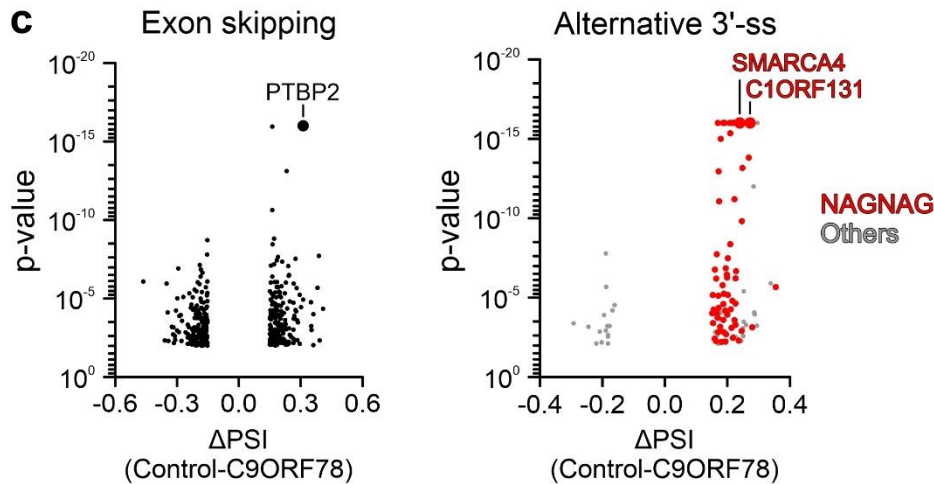 c
Exon skipping
10^-20
10^-15
10^-10
10^-5
10^0
p-value
PTBP2
-0.6
-0.3
0.0
0.3
0.6
ΔPSI
(Control-C9ORF78)
Alternative 3'-ss
10^-20
10^-15
10^-10
10^-5
10^0
p-value
SMARCA4
C1ORF131
-0.4
-0.2
0.0
0.2
0.4
ΔPSI
(Control-C9ORF78)
NAGNAG
Others